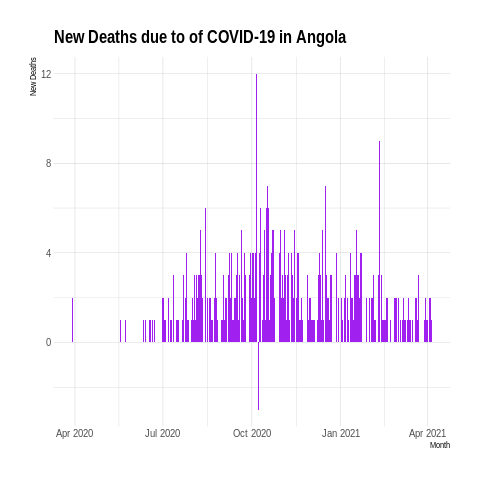 New Deaths due to of COVID-19 in Angola
New Deaths
12
8
4
0
Apr 2020
Jul 2020
Oct 2020
Jan 2021
Apr 2021
Month